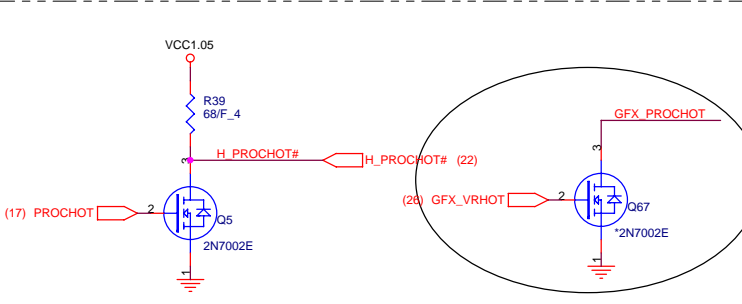 VCC1.05
R39
68/F_4
H_PROCHOT#
3
H_PROCHOT# (22)
(17) PROCHOT
2
Q5
2N7002E
1
GFX_PROCHOT
3
(26) GFX_VRHOT
2
Q67
*2N7002E
1